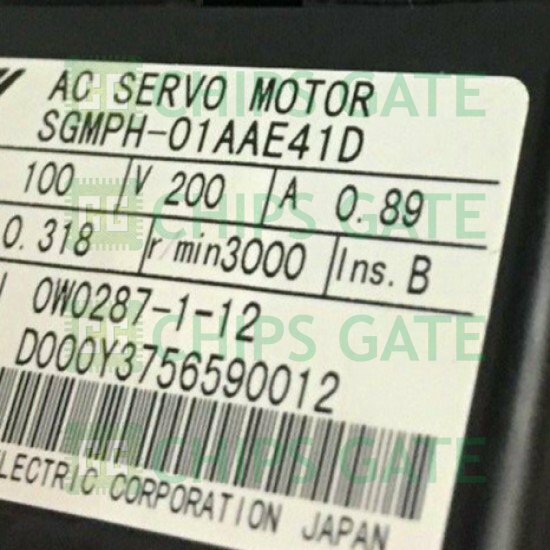 AC SERVO MOTOR
SGMPH-01AAE41D
100 V 200 A 0.89
0.318 r/min3000 Ins. B
0W0287-1-12
D000Y3756590012
LECTRIC CORPORATION JAPAN
CHIPS GATE
CHIPS GATE
CHIPS GATE
CHIPS GATE